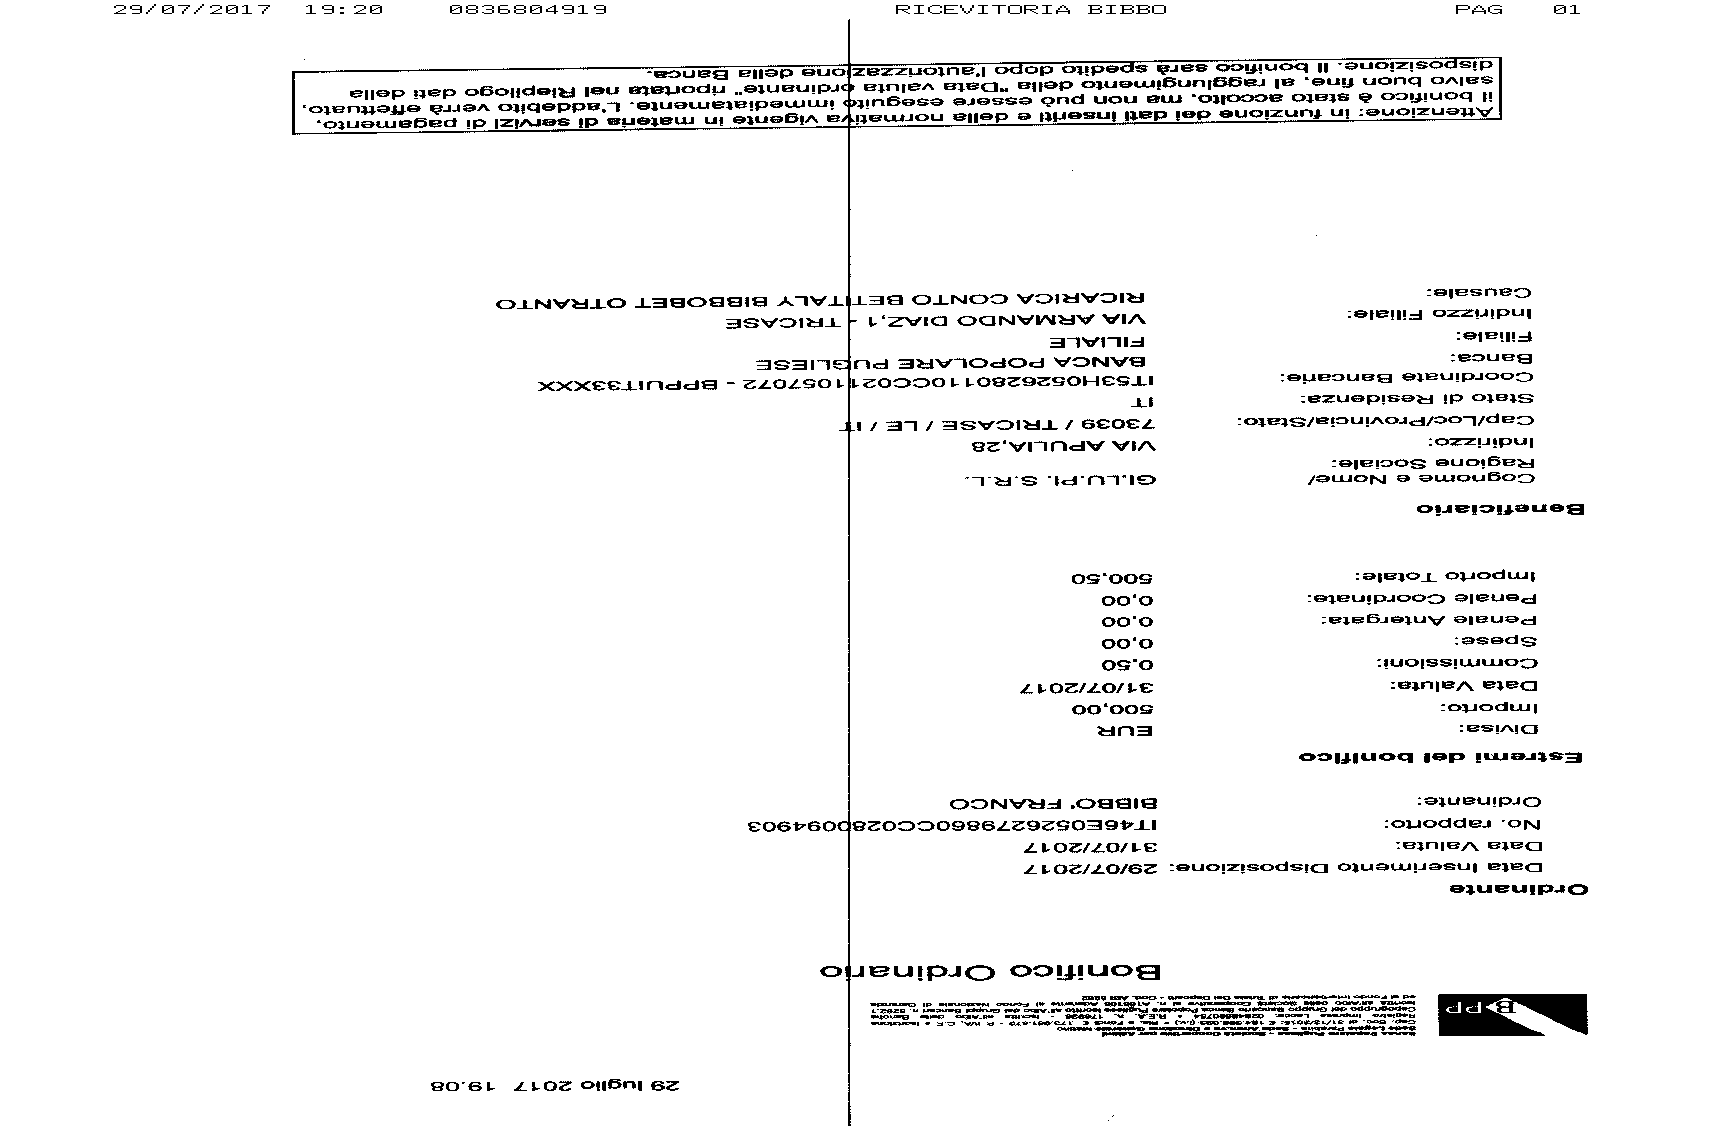 29/07/2017 19:20 0836804919 RICEVITORIA BIBBO PAG 01
29 luglio 2017 19.08
BPP
Banca Popolare Pugliese - Società Cooperativa per Azioni
Bonifico Ordinario
Ordinante
Data Inserimento Disposizione: 29/07/2017
Data Valuta: 31/07/2017
No. rapporto: IT46E0526279860CC0280094903
Ordinante: BIBBO' FRANCO
Estremi del bonifico
Divisa: EUR
Importo: 500,00
Data Valuta: 31/07/2017
Commissioni: 0,50
Spese: 0,00
Penale Antergata: 0,00
Penale Coordinate: 0,00
Importo Totale: 500,50
Beneficiario
Cognome e Nome/ GI.LU.PI. S.R.L.
Ragione Sociale:
Indirizzo: VIA APULIA,28
Cap/Loc/Provincia/Stato: 73039 / TRICASE / LE / IT
Stato di Residenza: IT
Coordinate Bancarie: IT53H0526280110CC0211057072 - BPPUIT33XXX
Banca: BANCA POPOLARE PUGLIESE
Filiale: FILIALE
Indirizzo Filiale: VIA ARMANDO DIAZ,1 - TRICASE
Causale: RICARICA CONTO BETITALY BIBBOBET OTRANTO
Attenzione: in funzione dei dati inseriti e della normativa vigente in materia di servizi di pagamento,
il bonifico è stato accolto, ma non può essere eseguito immediatamente. L'addebito verrà effettuato,
salvo buon fine, al raggiungimento della "Data valuta ordinante" riportata nel Riepilogo dati della
disposizione. Il bonifico sarà spedito dopo l'autorizzazione della Banca.